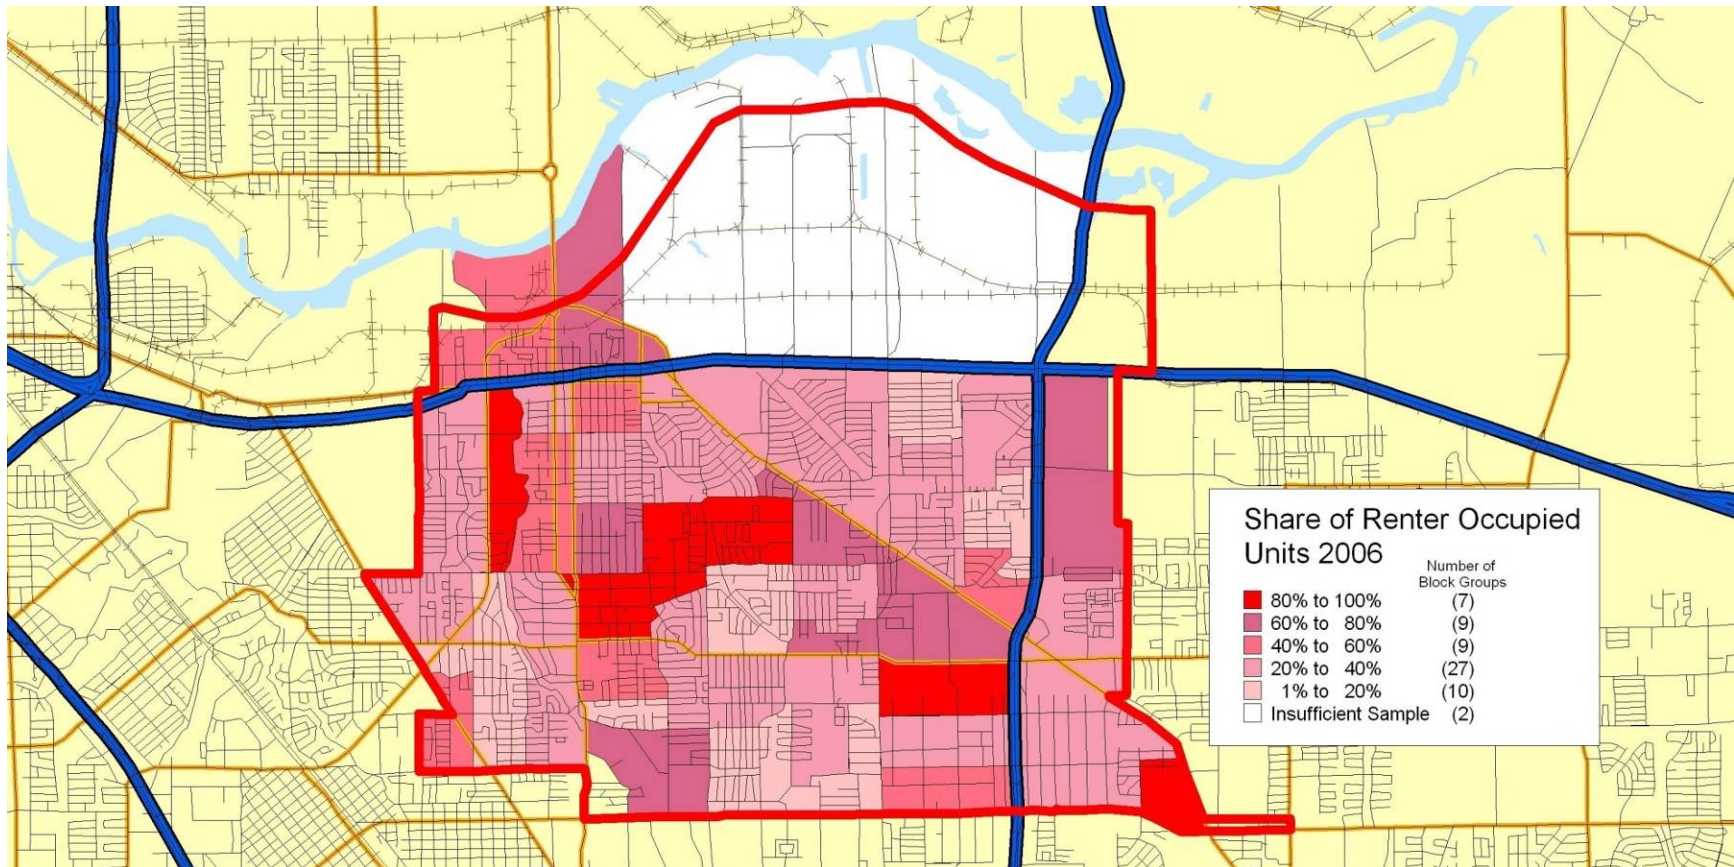 Share of Renter Occupied
Units 2006
Number of
Block Groups
80% to 100% (7)
60% to 80% (9)
40% to 60% (9)
20% to 40% (27)
1% to 20% (10)
Insufficient Sample (2)